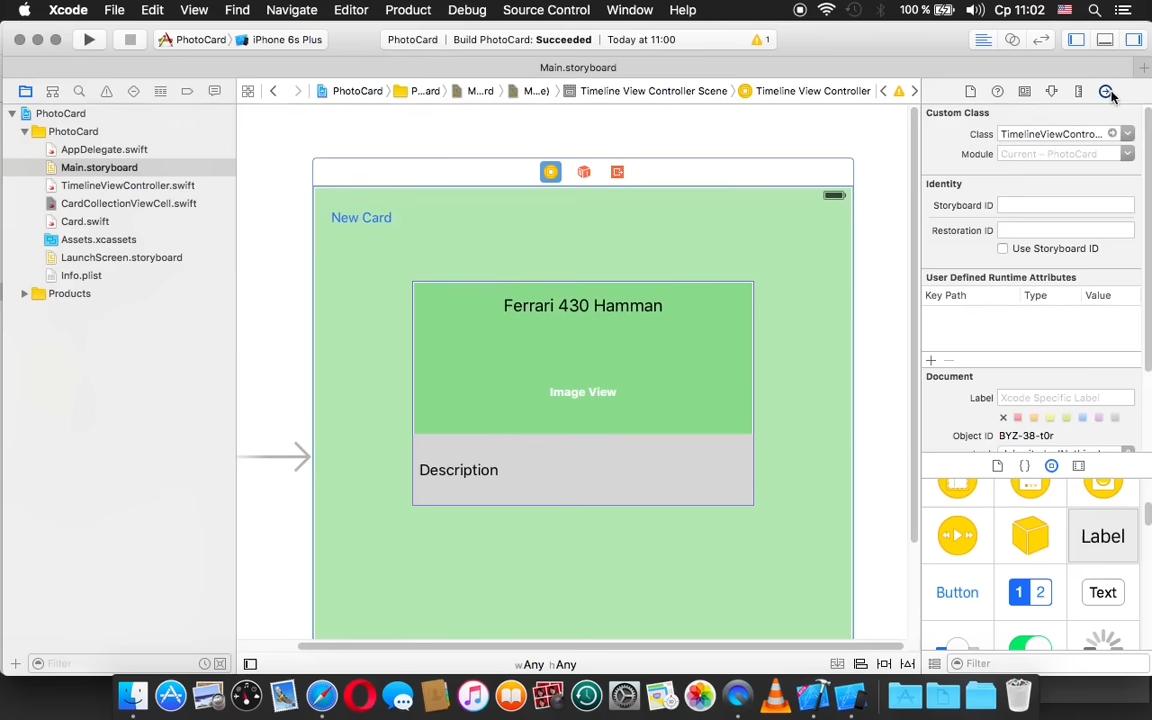 Xcode File Edit View Find Navigate Editor Product Debug Source Control Window Help 100 % Ср 11:02
PhotoCard iPhone 6s Plus PhotoCard Build PhotoCard: Succeeded Today at 11:00 1
Main.storyboard
PhotoCard P...ard M...rd M...e) Timeline View Controller Scene Timeline View Controller
PhotoCard
PhotoCard
AppDelegate.swift
Main.storyboard
TimelineViewController.swift
CardCollectionViewCell.swift
Card.swift
Assets.xcassets
LaunchScreen.storyboard
Info.plist
Products
Filter
New Card
Ferrari 430 Hamman
Image View
Description
wAny hAny
Custom Class
Class TimelineViewContro...
Module Current – PhotoCard
Identity
Storyboard ID
Restoration ID
Use Storyboard ID
User Defined Runtime Attributes
Key Path Type Value
Document
Label Xcode Specific Label
Object ID BYZ-38-t0r
Label
Button 1 2 Text
Filter